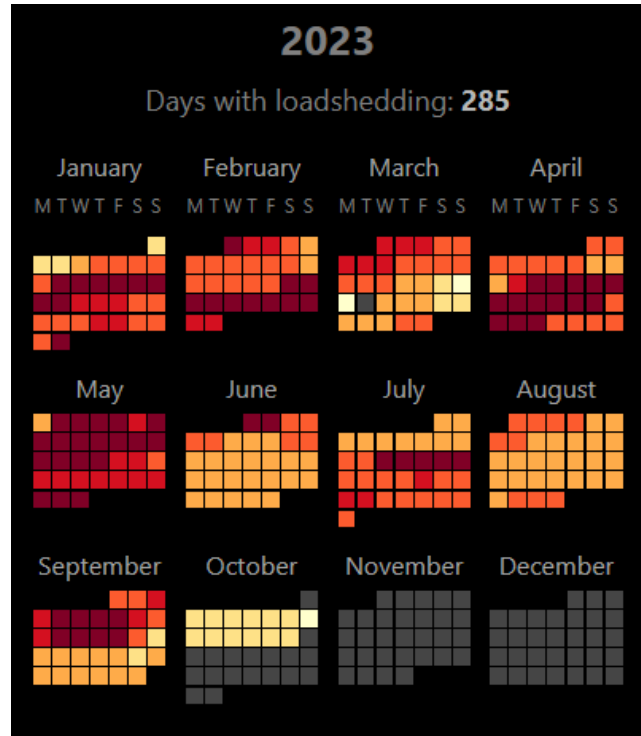 2023
Days with loadshedding: 285
January February March April
M T W T F S S M T W T F S S M T W T F S S M T W T F S S
May June July August
September October November December